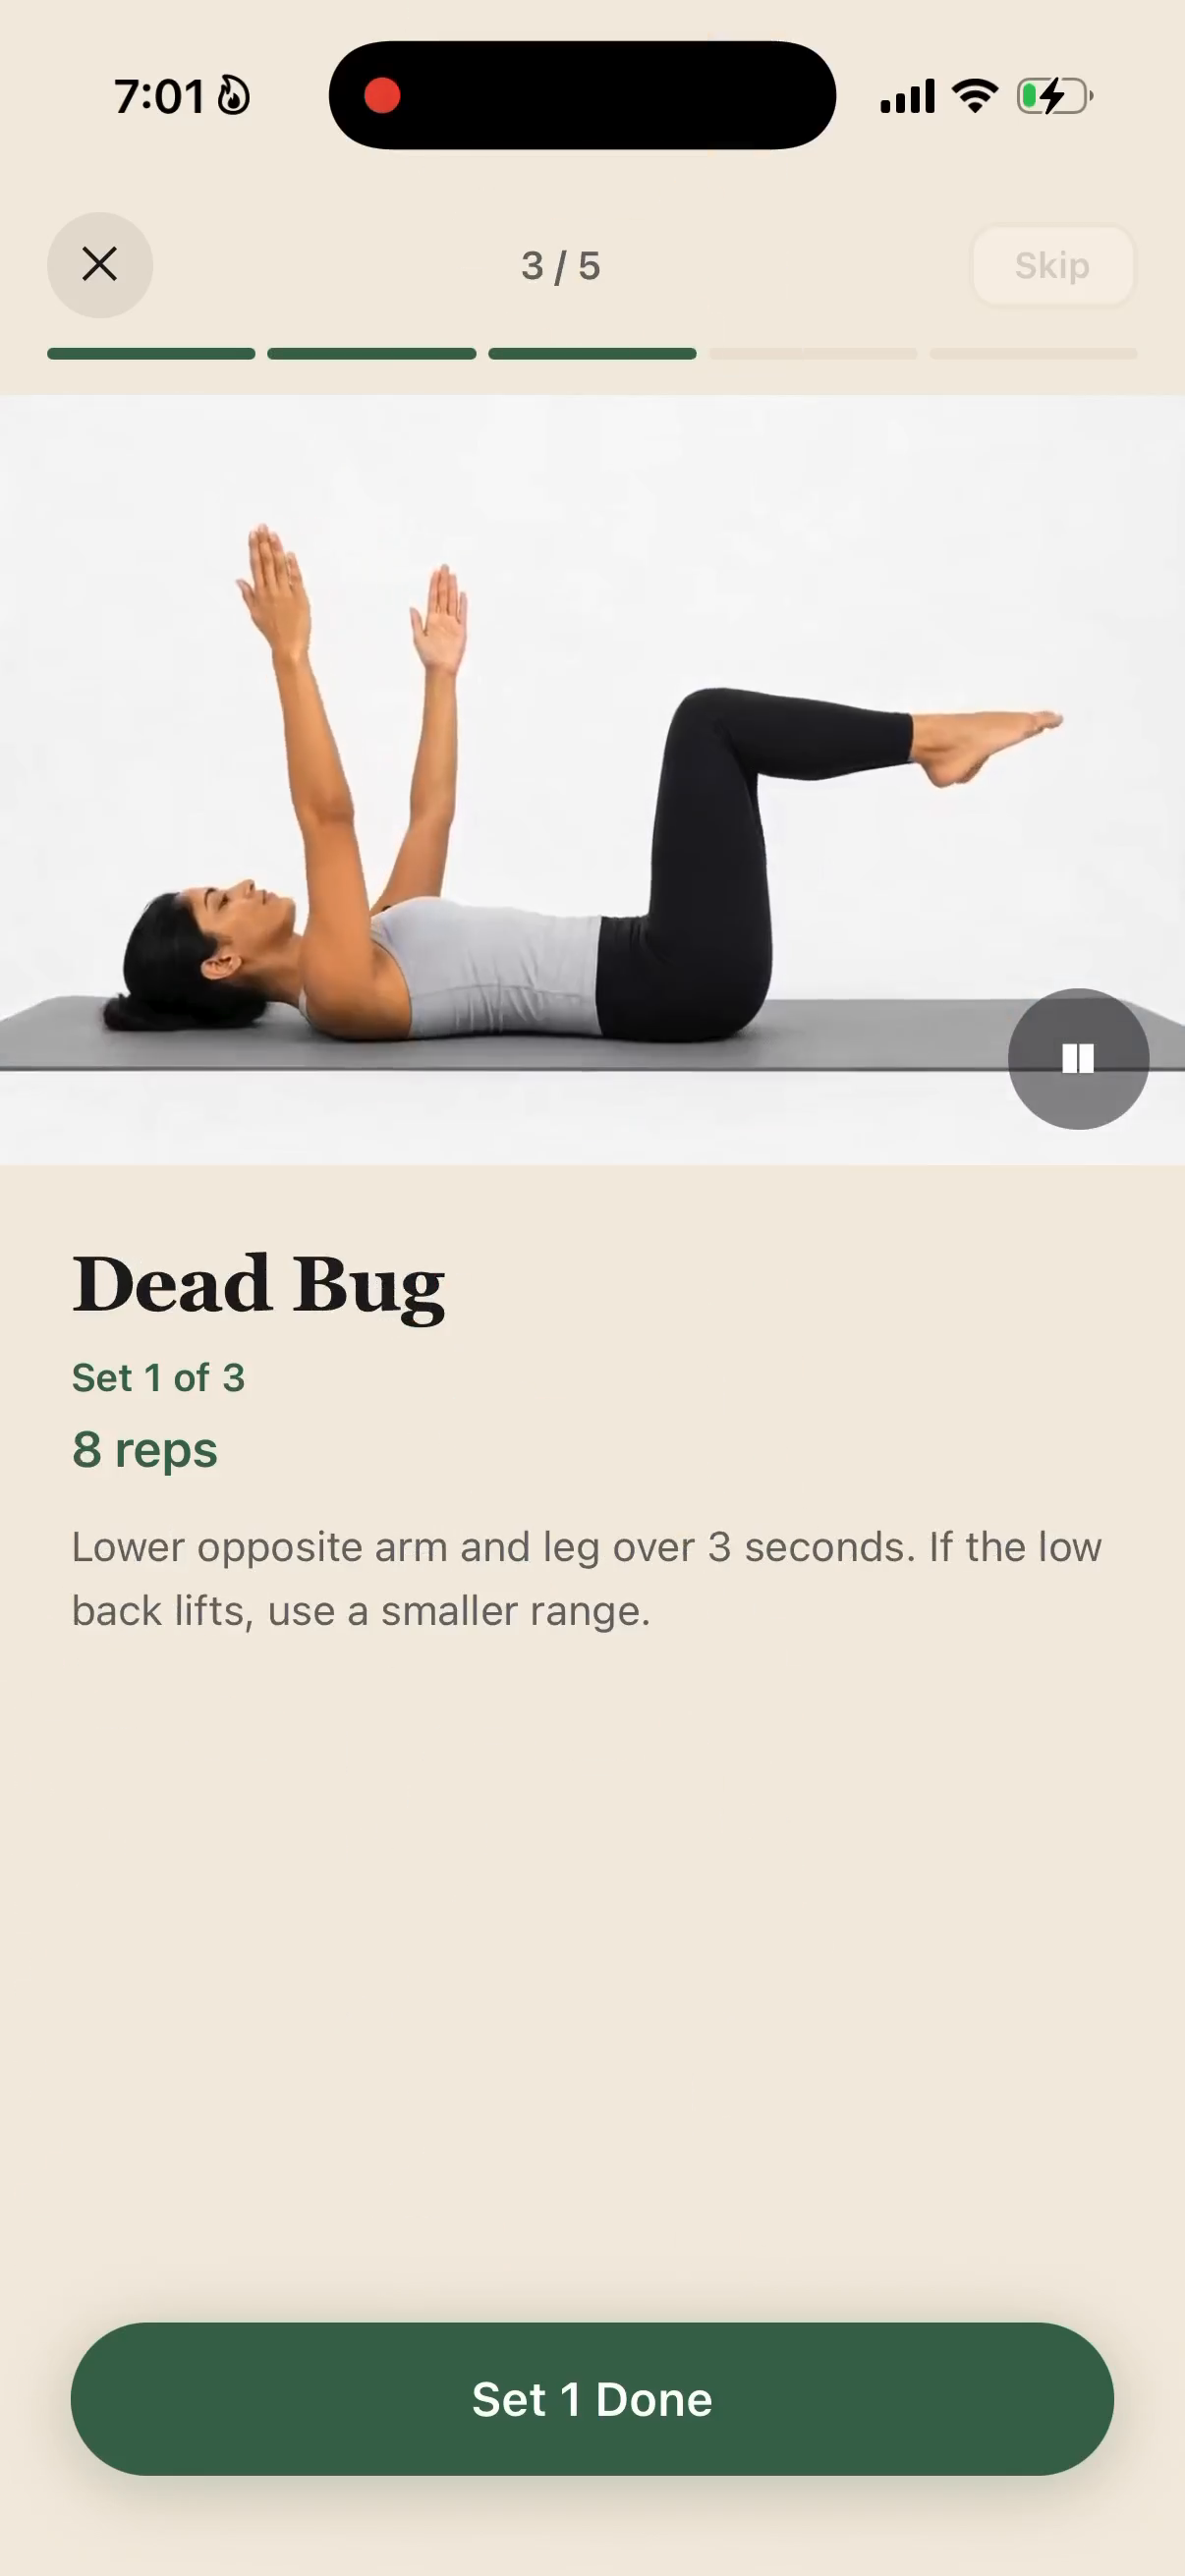 7:01
3 / 5
Skip
Dead Bug
Set 1 of 3
8 reps
Lower opposite arm and leg over 3 seconds. If the low
back lifts, use a smaller range.
Set 1 Done